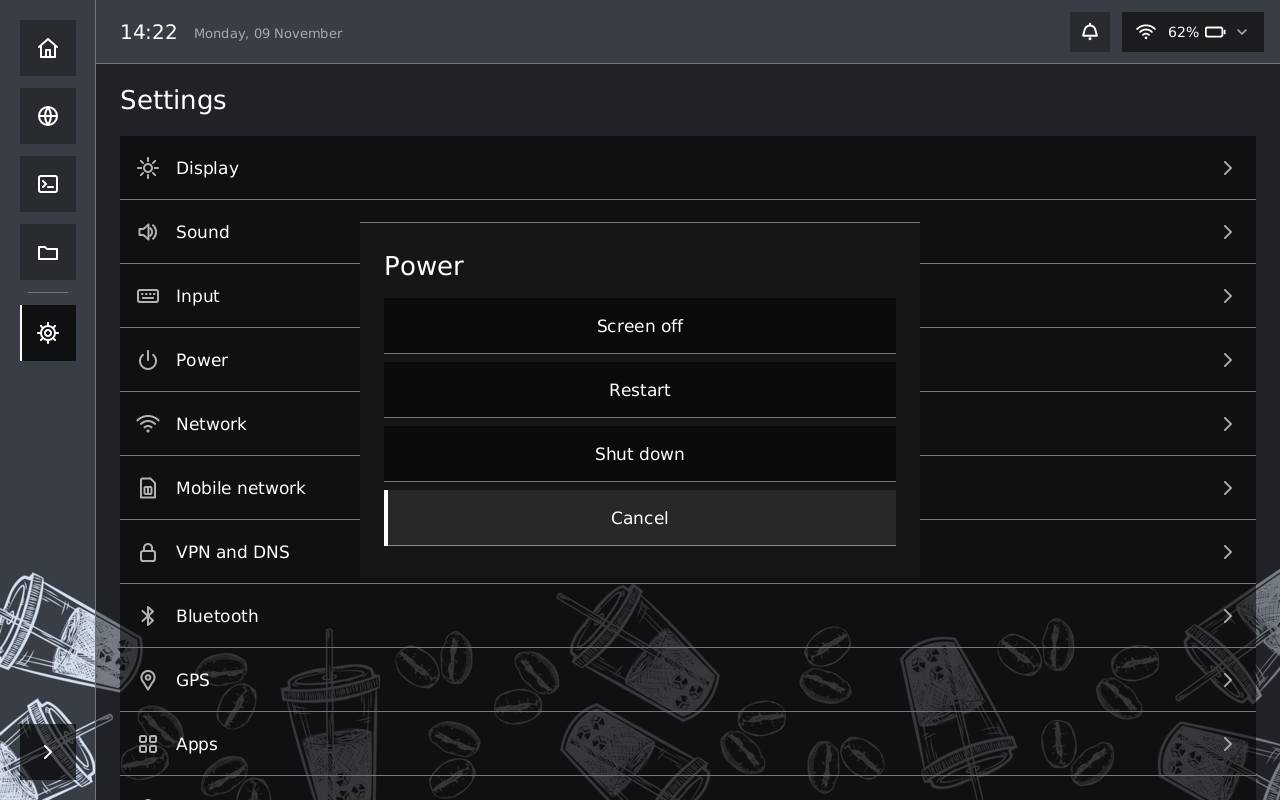 14:22 Monday, 09 November
62%
Settings
Display
Sound
Input
Power
Network
Mobile network
VPN and DNS
Bluetooth
GPS
Apps
Power
Screen off
Restart
Shut down
Cancel